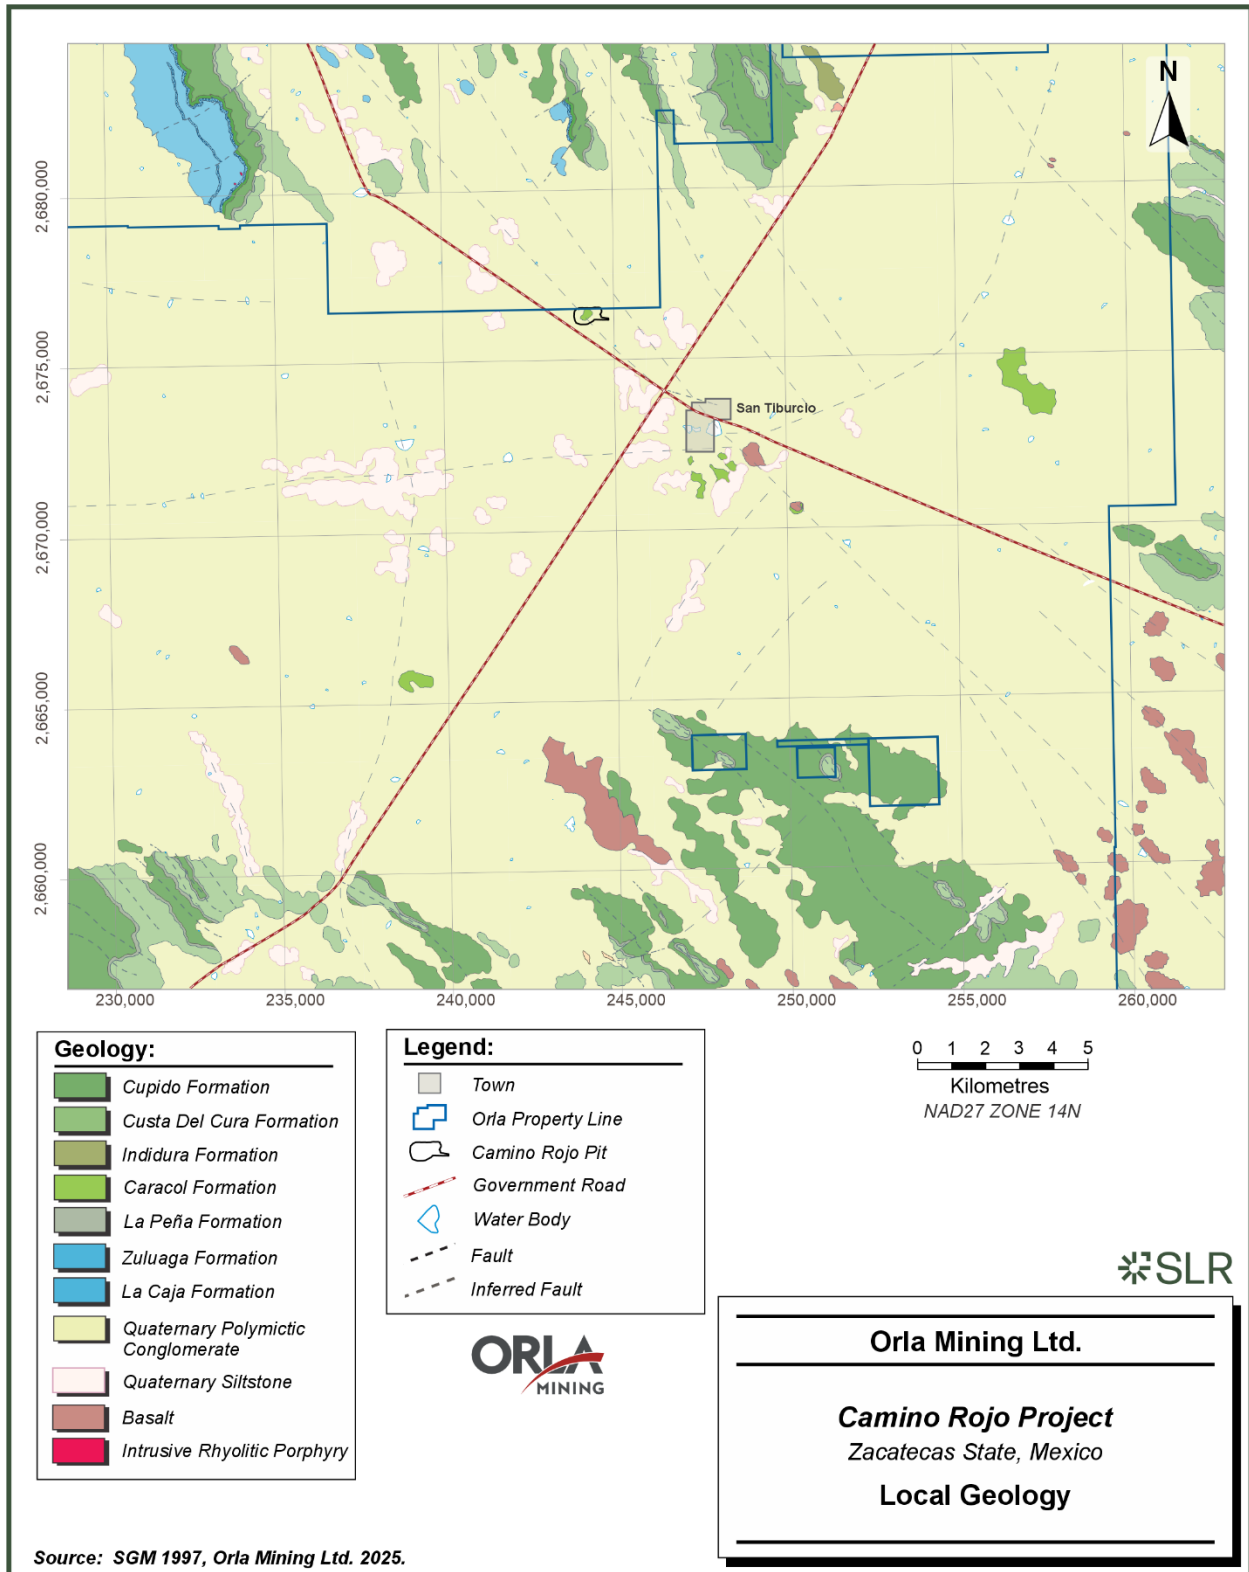 N
2,680,000
2,675,000
2,670,000
2,665,000
2,660,000
San Tiburcio
230,000 235,000 240,000 245,000 250,000 255,000 260,000
Geology:
Cupido Formation
Custa Del Cura Formation
Indidura Formation
Caracol Formation
La Peña Formation
Zuluaga Formation
La Caja Formation
Quaternary Polymictic
Conglomerate
Quaternary Siltstone
Basalt
Intrusive Rhyolitic Porphyry
Legend:
Town
Orla Property Line
Camino Rojo Pit
Government Road
Water Body
Fault
Inferred Fault
0 1 2 3 4 5
Kilometres
NAD27 ZONE 14N
ORLA
MINING
SLR
Orla Mining Ltd.
Camino Rojo Project
Zacatecas State, Mexico
Local Geology
Source: SGM 1997, Orla Mining Ltd. 2025.